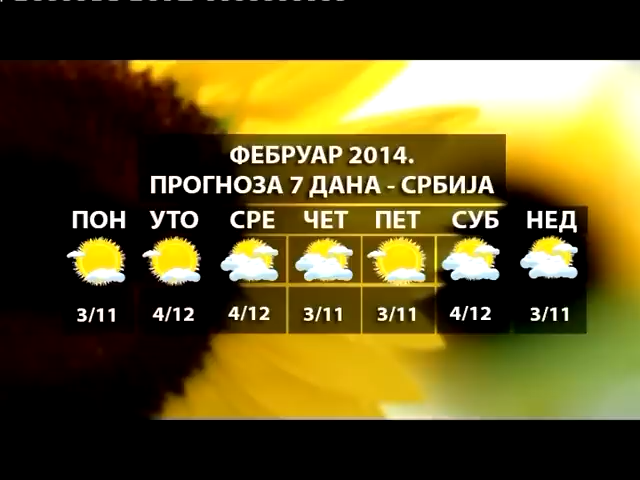 ФЕБРУАР 2014.
ПРОГНОЗА 7 ДАНА - СРБИЈА
ПОН УТО СРЕ ЧЕТ ПЕТ СУБ НЕД
3/11 4/12 4/12 3/11 3/11 4/12 3/11